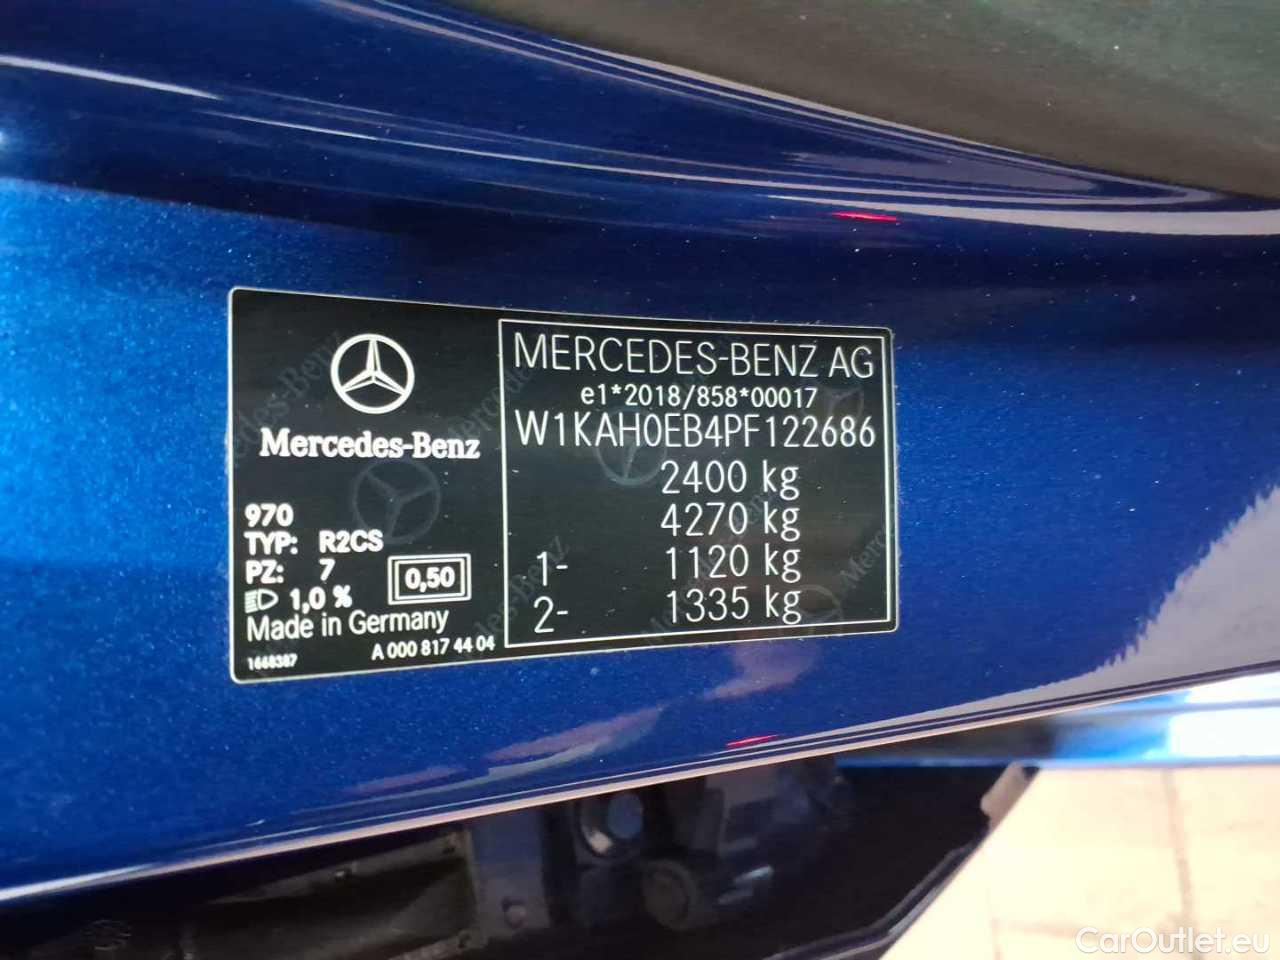 Mercedes-Benz
970
TYP: R2CS
PZ: 7
1,0 %
0,50
Made in Germany
1668387
A 000 817 44 04
MERCEDES-BENZ AG
e1*2018/858*00017
W1KAH0EB4PF122686
2400 kg
4270 kg
1- 1120 kg
2- 1335 kg
CarOutlet.eu